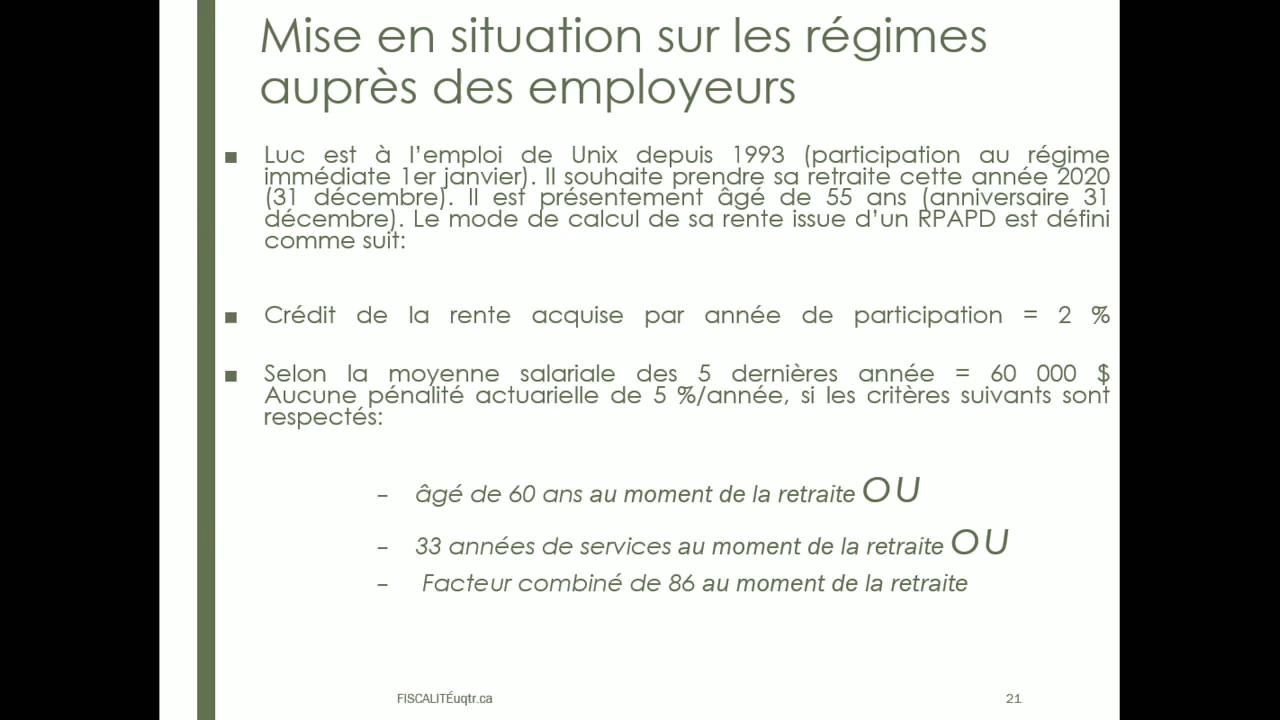 Mise en situation sur les régimes
auprès des employeurs
■ Luc est à l'emploi de Unix depuis 1993 (participation au régime
immédiate 1er janvier). Il souhaite prendre sa retraite cette année 2020
(31 décembre). Il est présentement âgé de 55 ans (anniversaire 31
décembre). Le mode de calcul de sa rente issue d'un RPAPD est défini
comme suit:
■ Crédit de la rente acquise par année de participation = 2 %
■ Selon la moyenne salariale des 5 dernières année = 60 000 $
Aucune pénalité actuarielle de 5 %/année, si les critères suivants sont
respectés:
– âgé de 60 ans au moment de la retraite OU
– 33 années de services au moment de la retraite OU
– Facteur combiné de 86 au moment de la retraite
FISCALITÉuqtr.ca 21